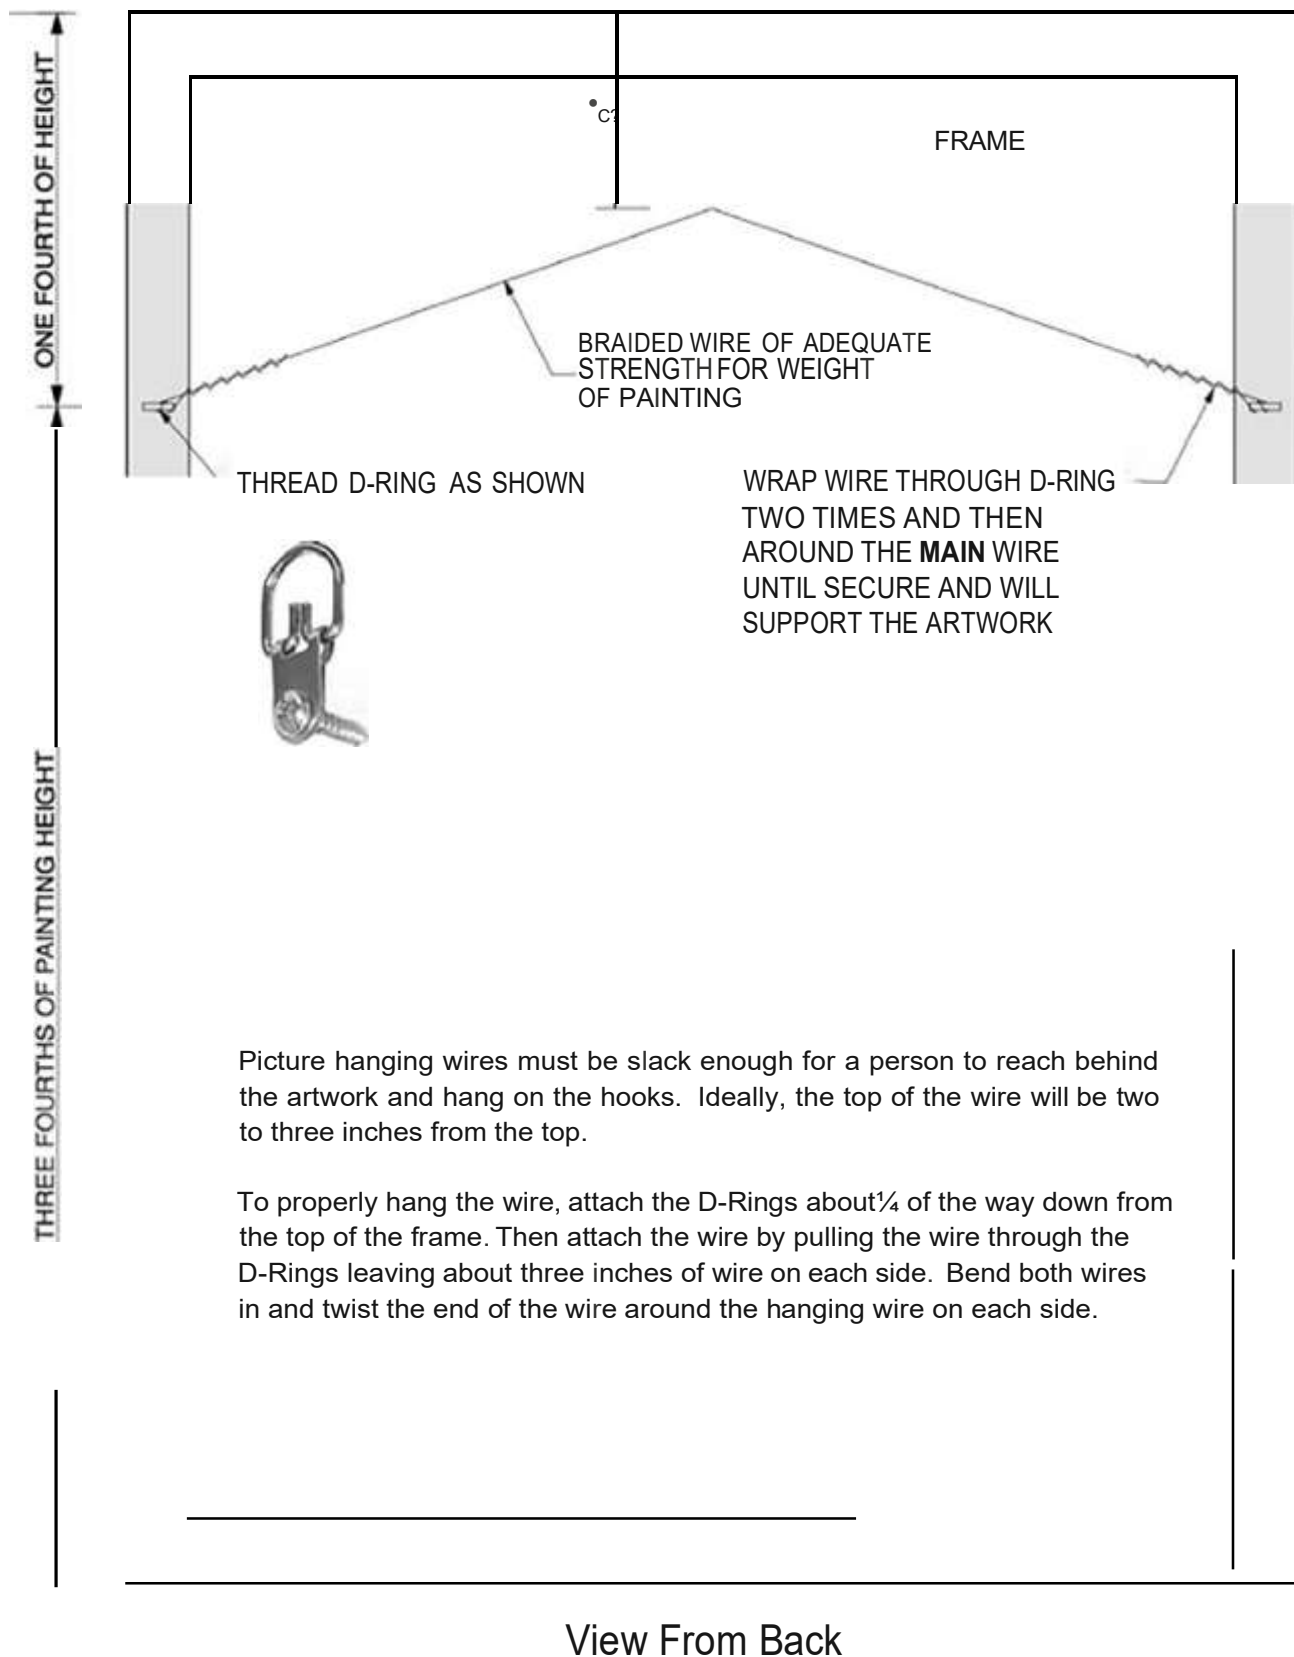 ONE FOURTH OF HEIGHT
FRAME
BRAIDED WIRE OF ADEQUATE
STRENGTH FOR WEIGHT
OF PAINTING
THREAD D-RING AS SHOWN
WRAP WIRE THROUGH D-RING
TWO TIMES AND THEN
AROUND THE MAIN WIRE
UNTIL SECURE AND WILL
SUPPORT THE ARTWORK
THREE FOURTHS OF PAINTING HEIGHT
Picture hanging wires must be slack enough for a person to reach behind
the artwork and hang on the hooks. Ideally, the top of the wire will be two
to three inches from the top.
To properly hang the wire, attach the D-Rings about¼ of the way down from
the top of the frame. Then attach the wire by pulling the wire through the
D-Rings leaving about three inches of wire on each side. Bend both wires
in and twist the end of the wire around the hanging wire on each side.
View From Back